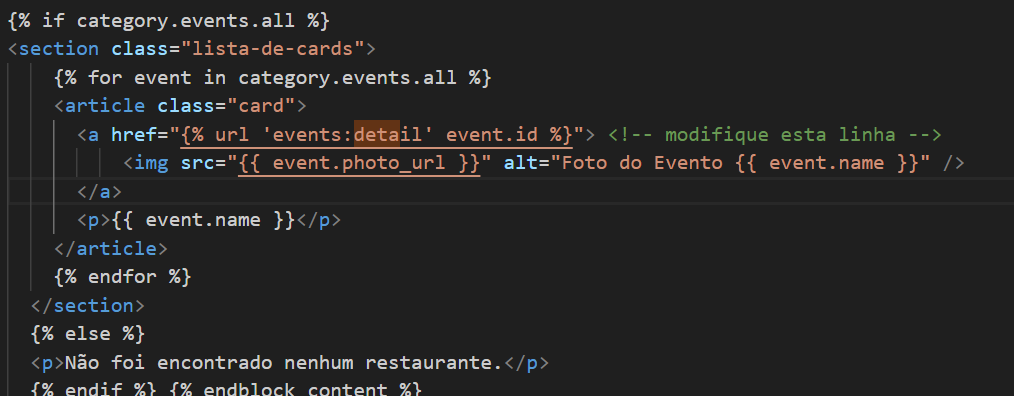 {% if category.events.all %}
<section class="lista-de-cards">
{% for event in category.events.all %}
<article class="card">
<a href="{% url 'events:detail' event.id %}"> <!-- modifique esta linha -->
<img src="{{ event.photo_url }}" alt="Foto do Evento {{ event.name }}" />
</a>
<p>{{ event.name }}</p>
</article>
{% endfor %}
</section>
{% else %}
<p>Não foi encontrado nenhum restaurante.</p>
{% endif %} {% endblock content %}